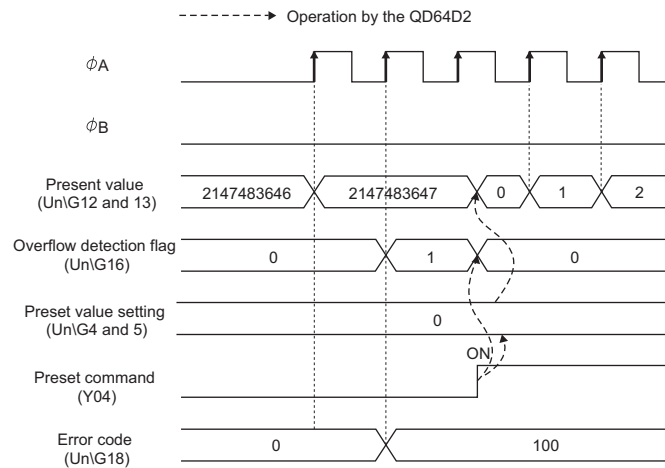 Operation by the QD64D2
ϕA
ϕB
Present value
(Un\G12 and 13)
2147483646 2147483647 0 1 2
Overflow detection flag
(Un\G16)
0 1 0
Preset value setting
(Un\G4 and 5)
0
ON
Preset command
(Y04)
Error code
(Un\G18)
0 100